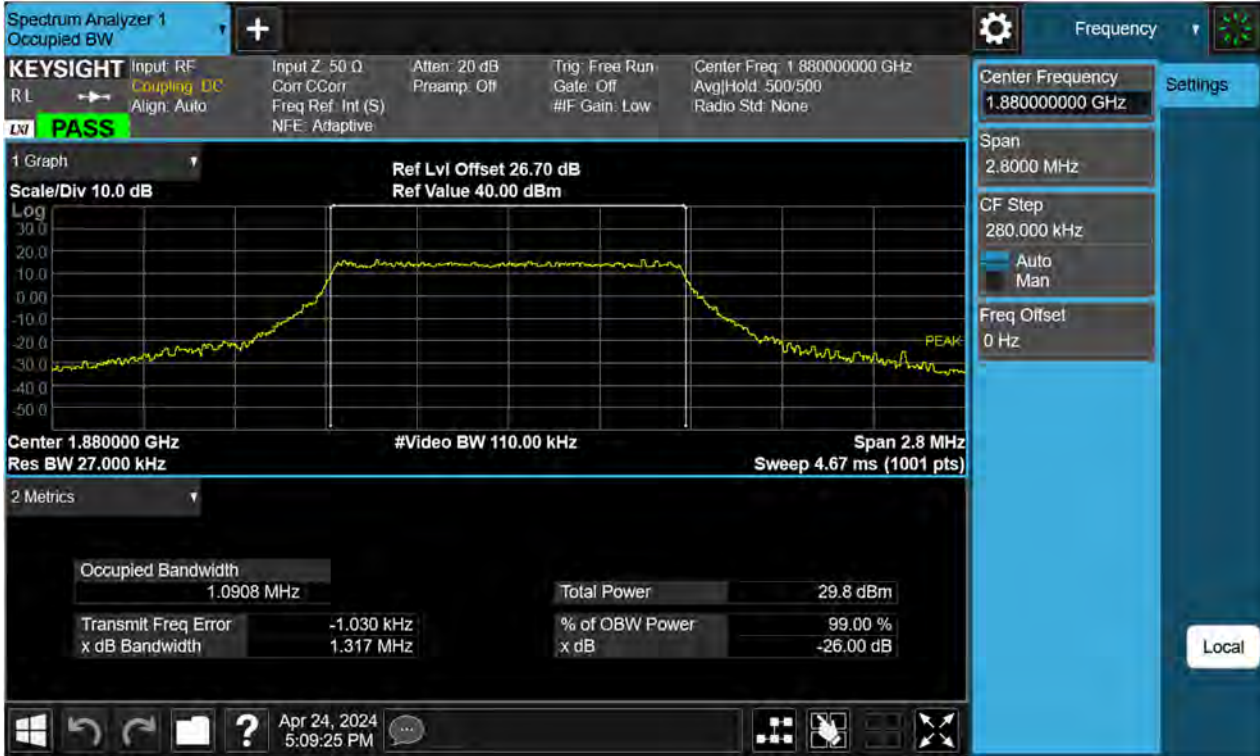 Spectrum Analyzer 1
Occupied BW
Frequency
KEYSIGHT
R L
LXI
PASS
Input: RF
Coupling: DC
Align: Auto
Input Z: 50 Ω
Corr CCorr
Freq Ref: Int (S)
NFE: Adaptive
Atten: 20 dB
Preamp: Off
Trig: Free Run
Gate: Off
#IF Gain: Low
Center Freq: 1.880000000 GHz
Avg|Hold: 500/500
Radio Std: None
Center Frequency
1.880000000 GHz
Settings
Span
2.8000 MHz
CF Step
280.000 kHz
Auto
Man
Freq Offset
0 Hz
1 Graph
Scale/Div 10.0 dB
Ref Lvl Offset 26.70 dB
Ref Value 40.00 dBm
Log
30.0
20.0
10.0
0.00
-10.0
-20.0
-30.0
-40.0
-50.0
PEAK
Center 1.880000 GHz
#Video BW 110.00 kHz
Span 2.8 MHz
Res BW 27.000 kHz
Sweep 4.67 ms (1001 pts)
2 Metrics
Occupied Bandwidth
1.0908 MHz
Total Power 29.8 dBm
Transmit Freq Error -1.030 kHz
% of OBW Power 99.00 %
x dB Bandwidth 1.317 MHz
x dB -26.00 dB
Local
Apr 24, 2024
5:09:25 PM